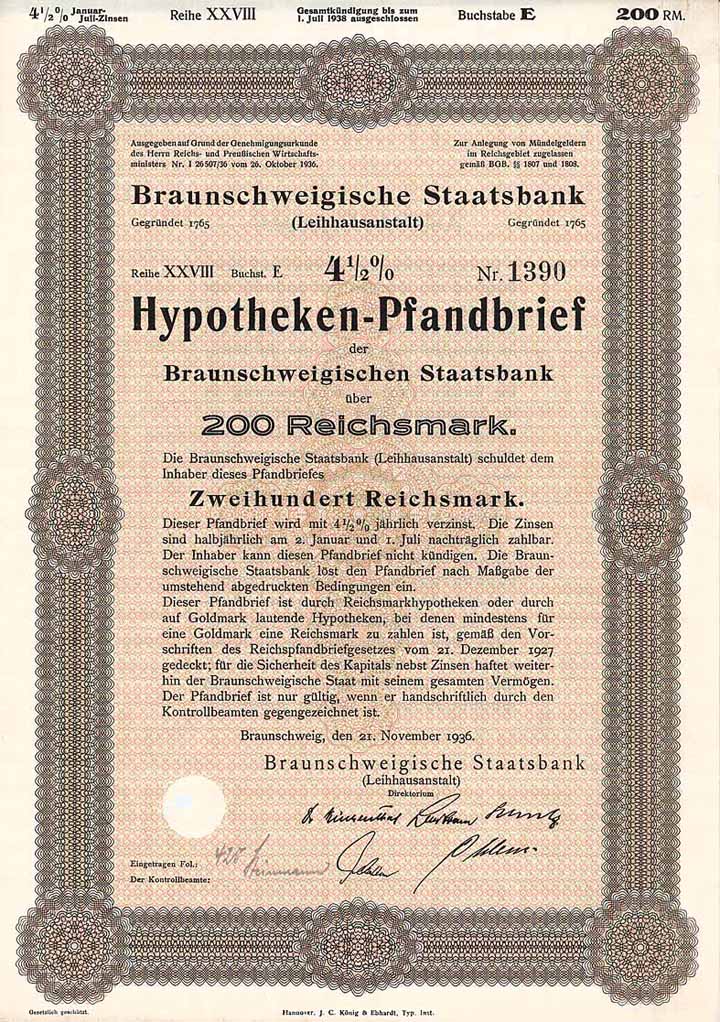 4½% Januar-Juli-Zinsen Reihe XXVIII Gesamtkündigung bis zum 1. Juli 1938 ausgeschlossen Buchstabe E 200 RM.
Ausgegeben auf Grund der Genehmigungsurkunde
des Herrn Reichs- und Preußischen Wirtschafts-
ministers Nr. I 26507/36 vom 26. Oktober 1936.
Zur Anlegung von Mündelgeldern
im Reichsgebiet zugelassen
gemäß BGB. §§ 1807 und 1808.
Braunschweigische Staatsbank
Gegründet 1765 (Leihhausanstalt) Gegründet 1765
Reihe XXVIII Buchst. E 4½% Nr. 1390
Hypotheken-Pfandbrief
der
Braunschweigischen Staatsbank
über
200 Reichsmark.
Die Braunschweigische Staatsbank (Leihhausanstalt) schuldet dem
Inhaber dieses Pfandbriefes
Zweihundert Reichsmark.
Dieser Pfandbrief wird mit 4½% jährlich verzinst. Die Zinsen
sind halbjährlich am 2. Januar und 1. Juli nachträglich zahlbar.
Der Inhaber kann diesen Pfandbrief nicht kündigen. Die Braun-
schweigische Staatsbank löst den Pfandbrief nach Maßgabe der
umstehend abgedruckten Bedingungen ein.
Dieser Pfandbrief ist durch Reichsmarkhypotheken oder durch
auf Goldmark lautende Hypotheken, bei denen mindestens für
eine Goldmark eine Reichsmark zu zahlen ist, gemäß den Vor-
schriften des Reichspfandbriefgesetzes vom 21. Dezember 1927
gedeckt; für die Sicherheit des Kapitals nebst Zinsen haftet weiter-
hin der Braunschweigische Staat mit seinem gesamten Vermögen.
Der Pfandbrief ist nur gültig, wenn er handschriftlich durch den
Kontrollbeamten gegengezeichnet ist.
Braunschweig, den 21. November 1936.
Braunschweigische Staatsbank
(Leihhausanstalt)
Direktorium
Eingetragen Fol.:
Der Kontrollbeamte:
Gesetzlich geschützt.
Hannover, J. C. König & Ebhardt, Typ. Inst.